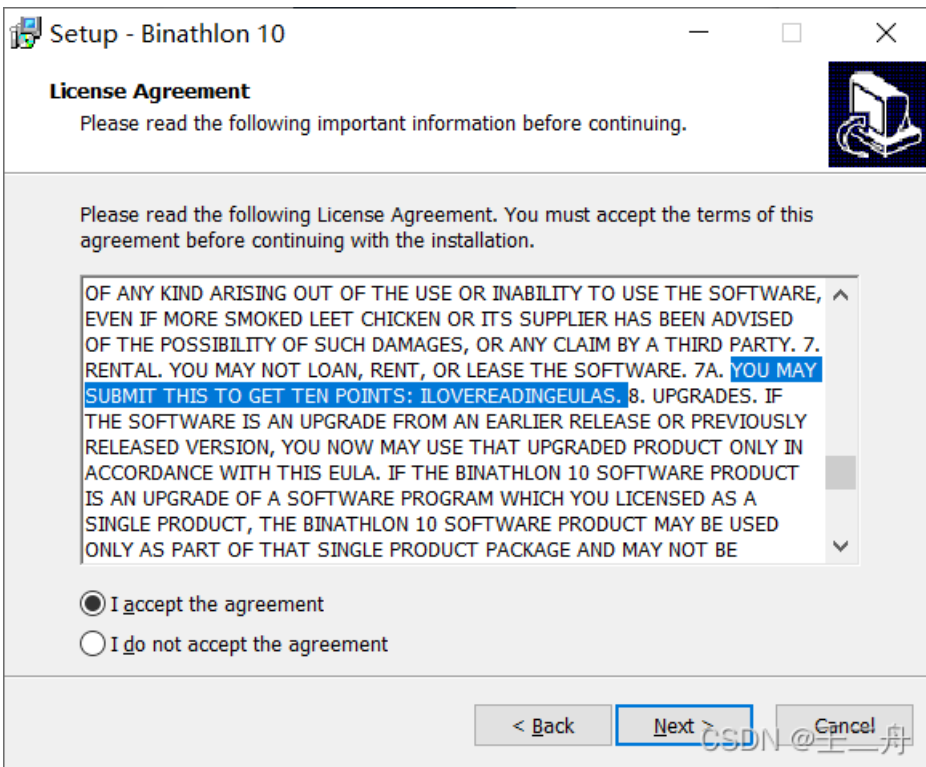 Setup - Binathlon 10
License Agreement
Please read the following important information before continuing.
Please read the following License Agreement. You must accept the terms of this
agreement before continuing with the installation.
OF ANY KIND ARISING OUT OF THE USE OR INABILITY TO USE THE SOFTWARE,
EVEN IF MORE SMOKED LEET CHICKEN OR ITS SUPPLIER HAS BEEN ADVISED
OF THE POSSIBILITY OF SUCH DAMAGES, OR ANY CLAIM BY A THIRD PARTY. 7.
RENTAL. YOU MAY NOT LOAN, RENT, OR LEASE THE SOFTWARE. 7A. YOU MAY
SUBMIT THIS TO GET TEN POINTS: ILOVEREADINGEULAS. 8. UPGRADES. IF
THE SOFTWARE IS AN UPGRADE FROM AN EARLIER RELEASE OR PREVIOUSLY
RELEASED VERSION, YOU NOW MAY USE THAT UPGRADED PRODUCT ONLY IN
ACCORDANCE WITH THIS EULA. IF THE BINATHLON 10 SOFTWARE PRODUCT
IS AN UPGRADE OF A SOFTWARE PROGRAM WHICH YOU LICENSED AS A
SINGLE PRODUCT, THE BINATHLON 10 SOFTWARE PRODUCT MAY BE USED
ONLY AS PART OF THAT SINGLE PRODUCT PACKAGE AND MAY NOT BE
I accept the agreement
I do not accept the agreement
< Back Next > Cancel
CSDN @王二舟